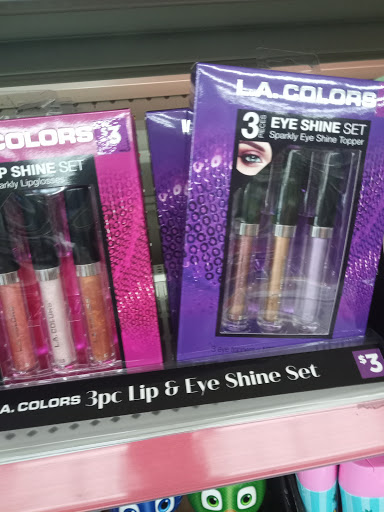 L.A. COLORS
3 PIECES
EYE SHINE SET
Sparkly Eye Shine Topper
COLORS
3
SHINE SET
Lipglosses
L.A. COLORS
A. COLORS 3pc Lip & Eye Shine Set
$3